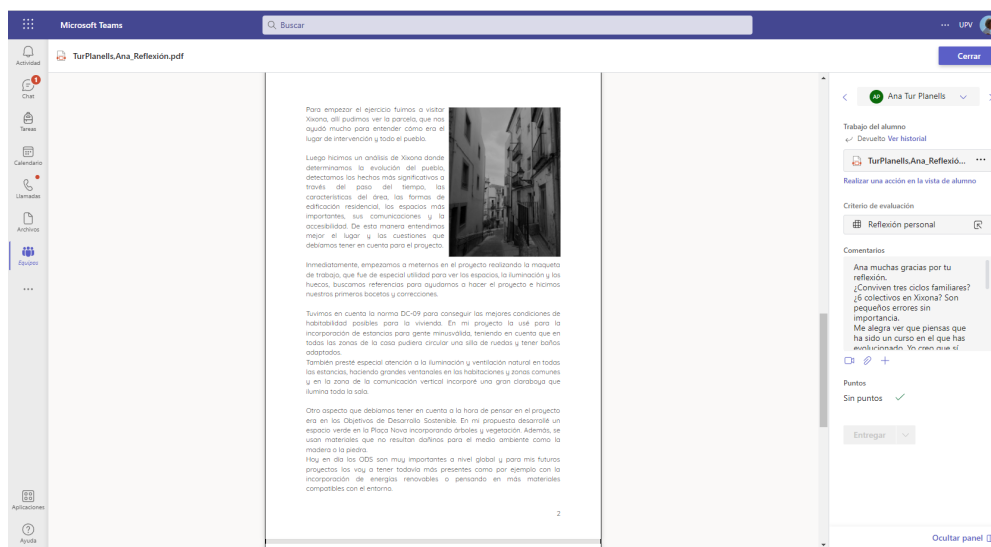 Microsoft Teams
Buscar
UPV
TurPlanells,Ana_Reflexión.pdf
Cerrar
Actividad
Chat
1
Tareas
Calendario
Llamadas
Archivos
Equipos
Aplicaciones
Ayuda
Para empezar el ejercicio fuimos a visitar
Xixona, allí pudimos ver la parcela, que nos
ayudó mucho para entender cómo era el
lugar de intervención y todo el pueblo.
Luego hicimos un análisis de Xixona donde
determinamos la evolución del pueblo,
detectamos los hechos más significativos a
través del paso del tiempo, las
características del área, las formas de
edificación residencial, los espacios más
importantes, sus comunicaciones y la
accesibilidad. De esta manera entendimos
mejor el lugar y las cuestiones que
debíamos tener en cuenta para el proyecto.
Inmediatamente, empezamos a meternos en el proyecto realizando la maqueta
de trabajo, que fue de especial utilidad para ver los espacios, la iluminación y los
huecos, buscamos referencias para ayudarnos a hacer el proyecto e hicimos
nuestros primeros bocetos y correcciones.
Tuvimos en cuenta la norma DC-09 para conseguir las mejores condiciones de
habitabilidad posibles para la vivienda. En mi proyecto la usé para la
incorporación de estancias para gente minusválida, teniendo en cuenta que en
todas las zonas de la casa pudiera circular una silla de ruedas y tener baños
adaptados.
También presté especial atención a la iluminación y ventilación natural en todas
las estancias, haciendo grandes ventanales en las habitaciones y zonas comunes
y en la zona de la comunicación vertical incorporé una gran claraboya que
ilumina toda la sala.
Otro aspecto que debíamos tener en cuenta a la hora de pensar en el proyecto
era en los Objetivos de Desarrollo Sostenible. En mi propuesta desarrollé un
espacio verde en la Plaça Nova incorporando árboles y vegetación. Además, se
usan materiales que no resultan dañinos para el medio ambiente como la
madera o la piedra.
Hoy en día los ODS son muy importantes a nivel global y para mis futuros
proyectos los voy a tener todavía más presentes como por ejemplo con la
incorporación de energías renovables o pensando en más materiales
compatibles con el entorno.
2
AP Ana Tur Planells
Trabajo del alumno
Devuelto Ver historial
TurPlanells,Ana_Reflexió...
Realizar una acción en la vista de alumno
Criterio de evaluación
Reflexión personal
Comentarios
Ana muchas gracias por tu
reflexión.
¿Conviven tres ciclos familiares?
¿6 colectivos en Xixona? Son
pequeños errores sin
importancia.
Me alegra ver que piensas que
ha sido un curso en el que has
evolucionado. Yo creo que sí
Puntos
Sin puntos
Entregar
Ocultar panel